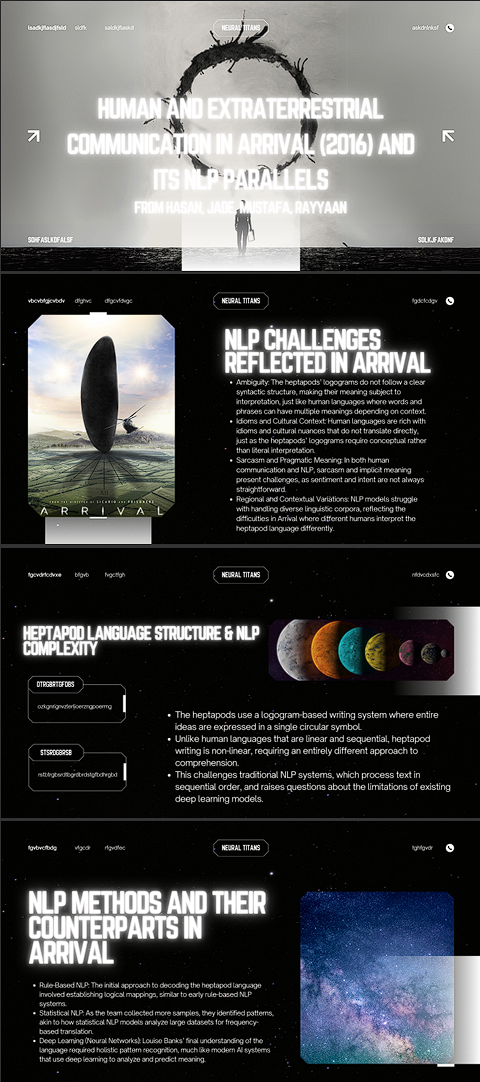 lsadkjflasdjfsld sldfk saldkjflaskd NEURAL TITANS askdnlnksf
HUMAN AND EXTRATERRESTRIAL
COMMUNICATION IN ARRIVAL (2016) AND
ITS NLP PARALLELS
FROM HASAN, JADE, MUSTAFA, RAYYAAN
SOHFASLKDFALSF SOLKJFAKDNF
vbcvbfgjcvbdv dfghvc dfgcvfdvgc NEURAL TITANS fgdcfcdgv
NLP CHALLENGES
REFLECTED IN ARRIVAL
• Ambiguity: The heptapods' logograms do not follow a clear
syntactic structure, making their meaning subject to
interpretation, just like human languages where words and
phrases can have multiple meanings depending on context.
• Idioms and Cultural Context: Human languages are rich with
idioms and cultural nuances that do not translate directly,
just as the heptapods' logograms require conceptual rather
than literal interpretation.
• Sarcasm and Pragmatic Meaning: In both human
communication and NLP, sarcasm and implicit meaning
present challenges, as sentiment and intent are not always
straightforward.
• Regional and Contextual Variations: NLP models struggle
with handling diverse linguistic corpora, reflecting the
difficulties in Arrival where different humans interpret the
heptapod language differently.
FROM THE DIRECTOR OF SICARIO AND PRISONERS
ARRIVAL
fgcvdrfcdvxe bfgvb fvgcffgh NEURAL TITANS nfdvcdxsfc
HEPTAPOD LANGUAGE STRUCTURE & NLP
COMPLEXITY
DTRGBRTGFDBS
ozkgnrignvzlerijoerzngpoerng
STSRDGBRSB
rstbfrgbsrdtbgrdbrdstgfbdhrgbd
• The heptapods use a logogram-based writing system where entire
ideas are expressed in a single circular symbol.
• Unlike human languages that are linear and sequential, heptapod
writing is non-linear, requiring an entirely different approach to
comprehension.
• This challenges traditional NLP systems, which process text in
sequential order, and raises questions about the limitations of existing
deep learning models.
fgvbvcfbdg vfgcdr rfgvdfec NEURAL TITANS tghfgvdr
NLP METHODS AND THEIR
COUNTERPARTS IN
ARRIVAL
• Rule-Based NLP: The initial approach to decoding the heptapod language
involved establishing logical mappings, similar to early rule-based NLP
systems.
• Statistical NLP: As the team collected more samples, they identified patterns,
akin to how statistical NLP models analyze large datasets for frequency-
based translation.
• Deep Learning (Neural Networks): Louise Banks' final understanding of the
language required holistic pattern recognition, much like modern AI systems
that use deep learning to analyze and predict meaning.